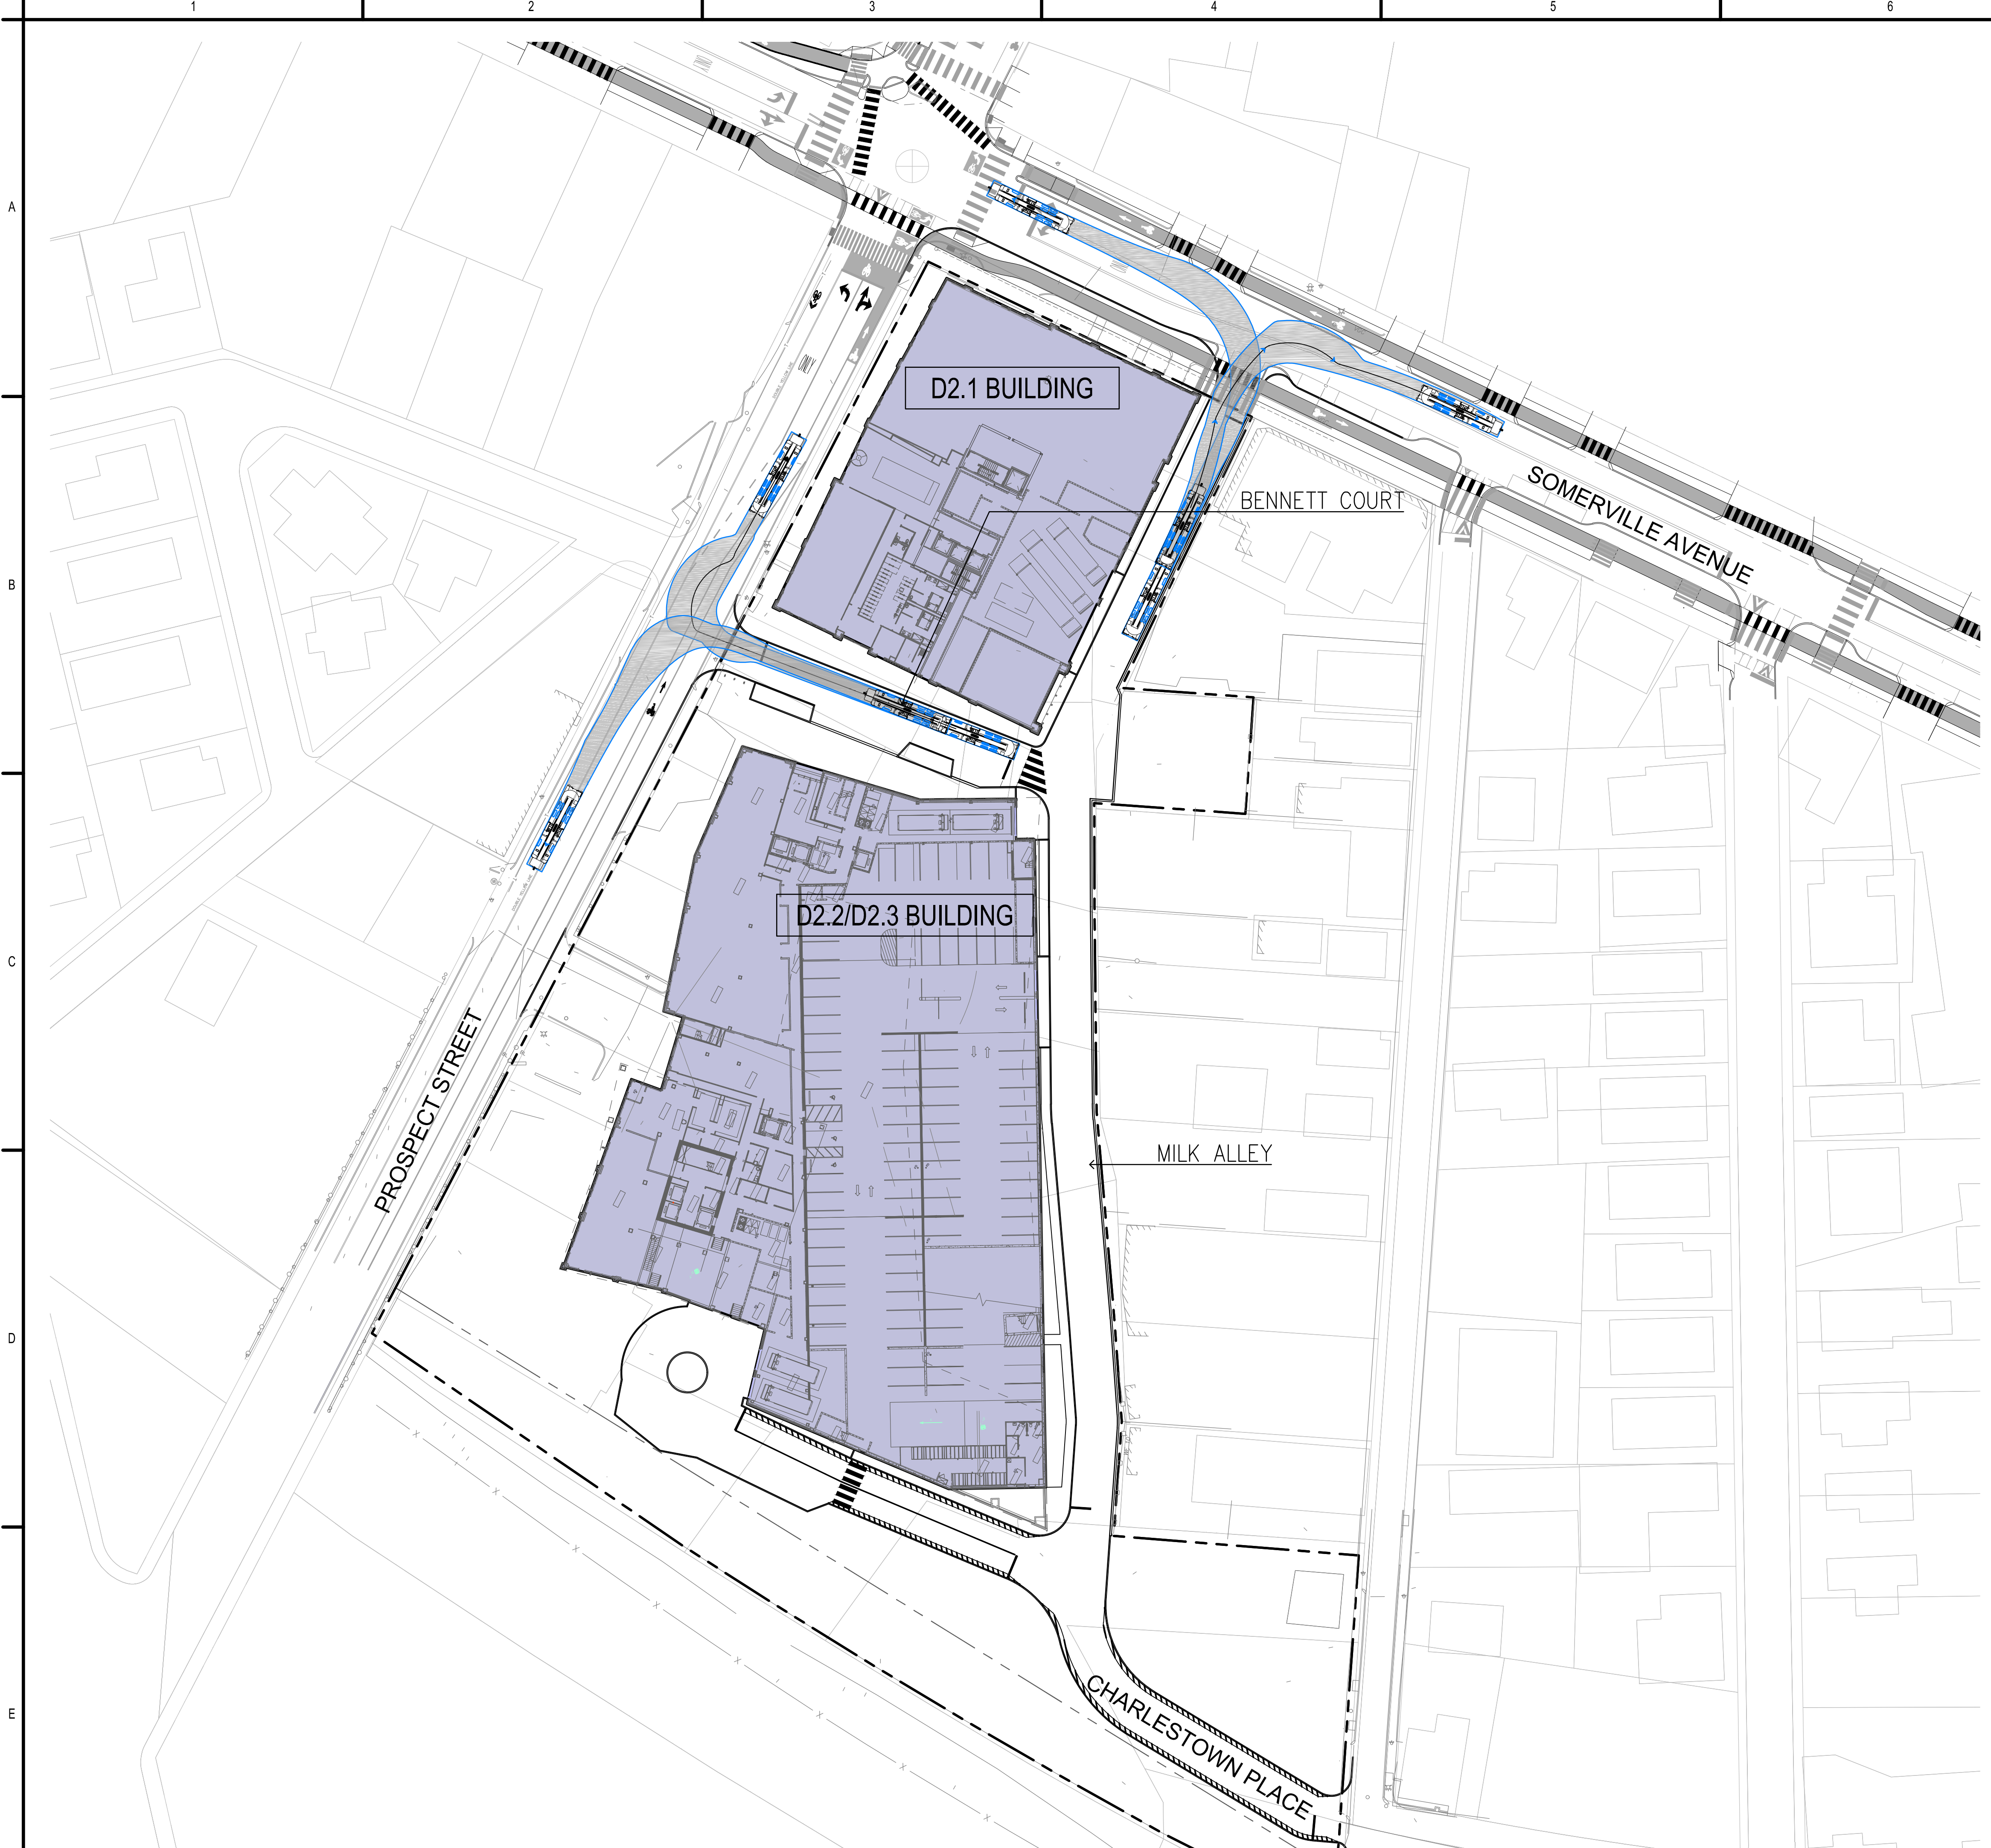 1
2
3
4
5
6
A
ONLY
D2.1 BUILDING
BENNETT COURT
SOMERVILLE AVENUE
B
C
D2.2/D2.3 BUILDING
PROSPECT STREET
MILK ALLEY
D
CHARLESTOWN PLACE
E